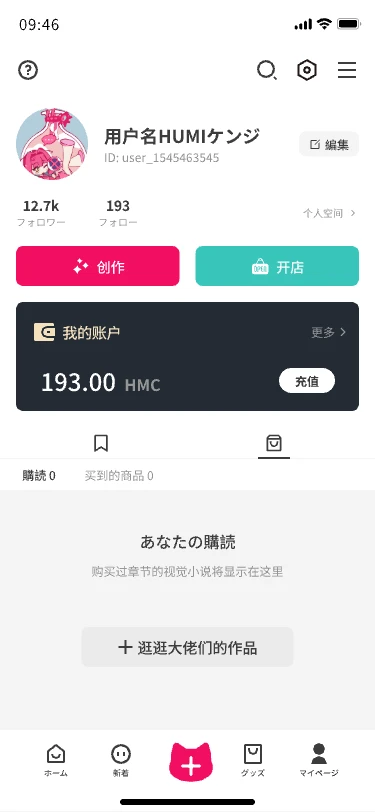 09:46
用户名HUMIケンジ
ID: user_1545463545
編集
12.7k
フォロワー
193
フォロー
个人空间
创作
OPEN
开店
我的账户
更多
193.00 HMC
充值
購読 0
买到的商品 0
あなたの購読
购买过章节的视觉小说将显示在这里
逛逛大佬们的作品
ホーム
新着
グッズ
マイページ